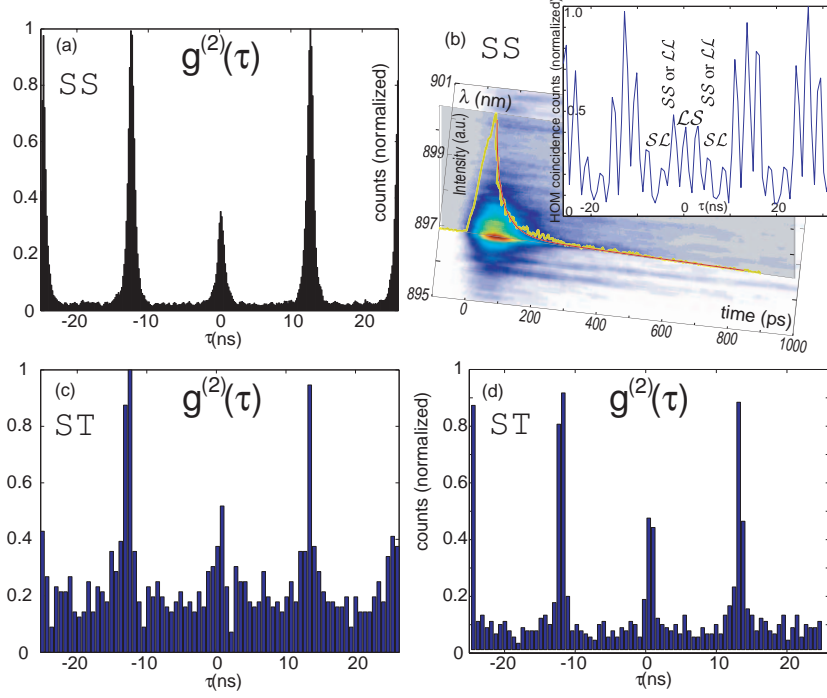 (a)
SS
g(2)(τ)
1
0.8
0.6
0.4
0.2
0
-20
-10
0
10
20
τ(ns)
counts (normalized)
(b)
SS
901
899
897
895
λ (nm)
Intensity (a.u.)
0
200
400
600
800
1000
time (ps)
HOM coincidence counts (normalized)
1.0
0.5
0
-20
0
20
τ(ns)
SL
SS or LL
LS
SS or LL
SL
(c)
ST
g(2)(τ)
1
0.8
0.6
0.4
0.2
0
-20
-10
0
10
20
τ(ns)
counts (normalized)
(d)
ST
g(2)(τ)
1
0.8
0.6
0.4
0.2
0
-20
-10
0
10
20
τ(ns)